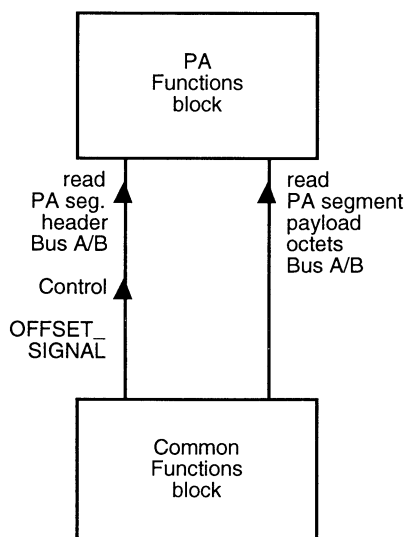 PA
Functions
block
read
PA seg.
header
Bus A/B
read
PA segment
payload
octets
Bus A/B
Control
OFFSET_
SIGNAL
Common
Functions
block